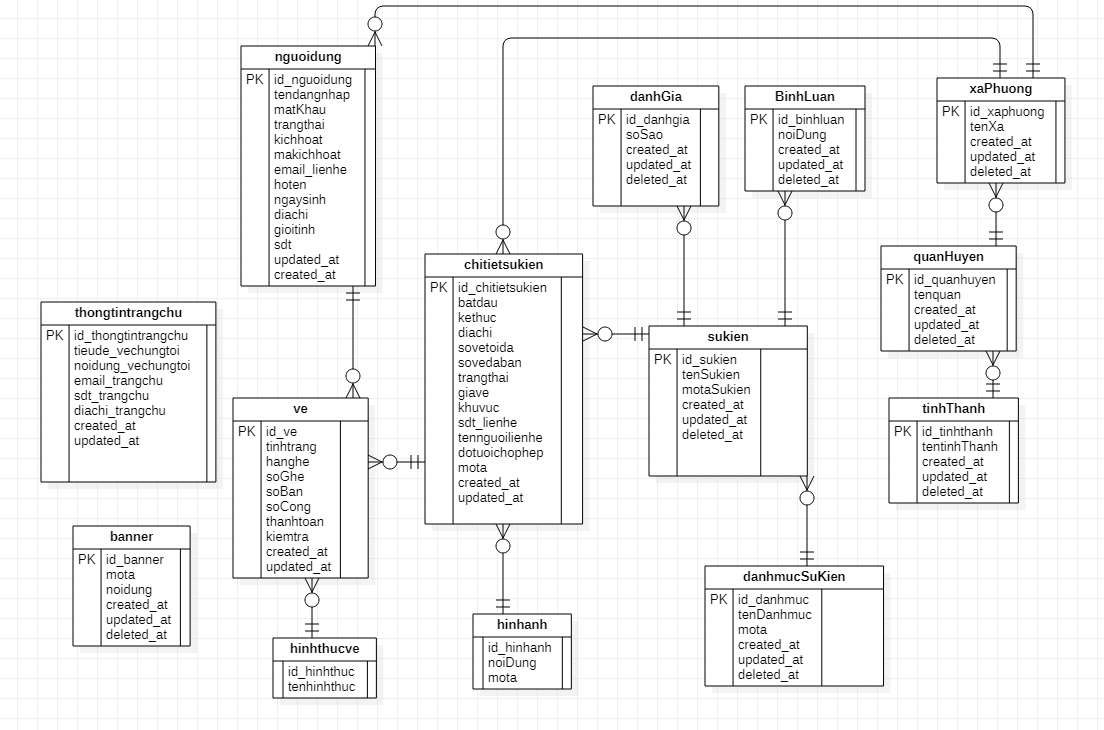 nguoidung
PK
id_nguoidung
tendangnhap
matKhau
trangthai
kichhoat
makichhoat
email_lienhe
hoten
ngaysinh
diachi
gioitinh
sdt
updated_at
created_at
danhGia
PK
id_danhgia
soSao
created_at
updated_at
deleted_at
BinhLuan
PK
id_binhluan
noiDung
created_at
updated_at
deleted_at
xaPhuong
PK
id_xaphuong
tenXa
created_at
updated_at
deleted_at
quanHuyen
PK
id_quanhuyen
tenquan
created_at
updated_at
deleted_at
chitietsukien
PK
id_chitietsukien
batdau
kethuc
diachi
sovetoida
sovedaban
trangthai
giave
khuvuc
sdt_lienhe
tennguoilienhe
dotuoichophep
mota
created_at
updated_at
thongtintrangchu
PK
id_thongtintrangchu
tieude_vechungtoi
noidung_vechungtoi
email_trangchu
sdt_trangchu
diachi_trangchu
created_at
updated_at
sukien
PK
id_sukien
tenSukien
motaSukien
created_at
updated_at
deleted_at
tinhThanh
PK
id_tinhthanh
tentinhThanh
created_at
updated_at
deleted_at
ve
PK
id_ve
tinhtrang
hanghe
soGhe
soBan
soCong
thanhtoan
kiemtra
created_at
updated_at
banner
PK
id_banner
mota
noidung
created_at
updated_at
deleted_at
danhmucSuKien
PK
id_danhmuc
tenDanhmuc
mota
created_at
updated_at
deleted_at
hinhanh
id_hinhanh
noiDung
mota
hinhthucve
id_hinhthuc
tenhinhthuc